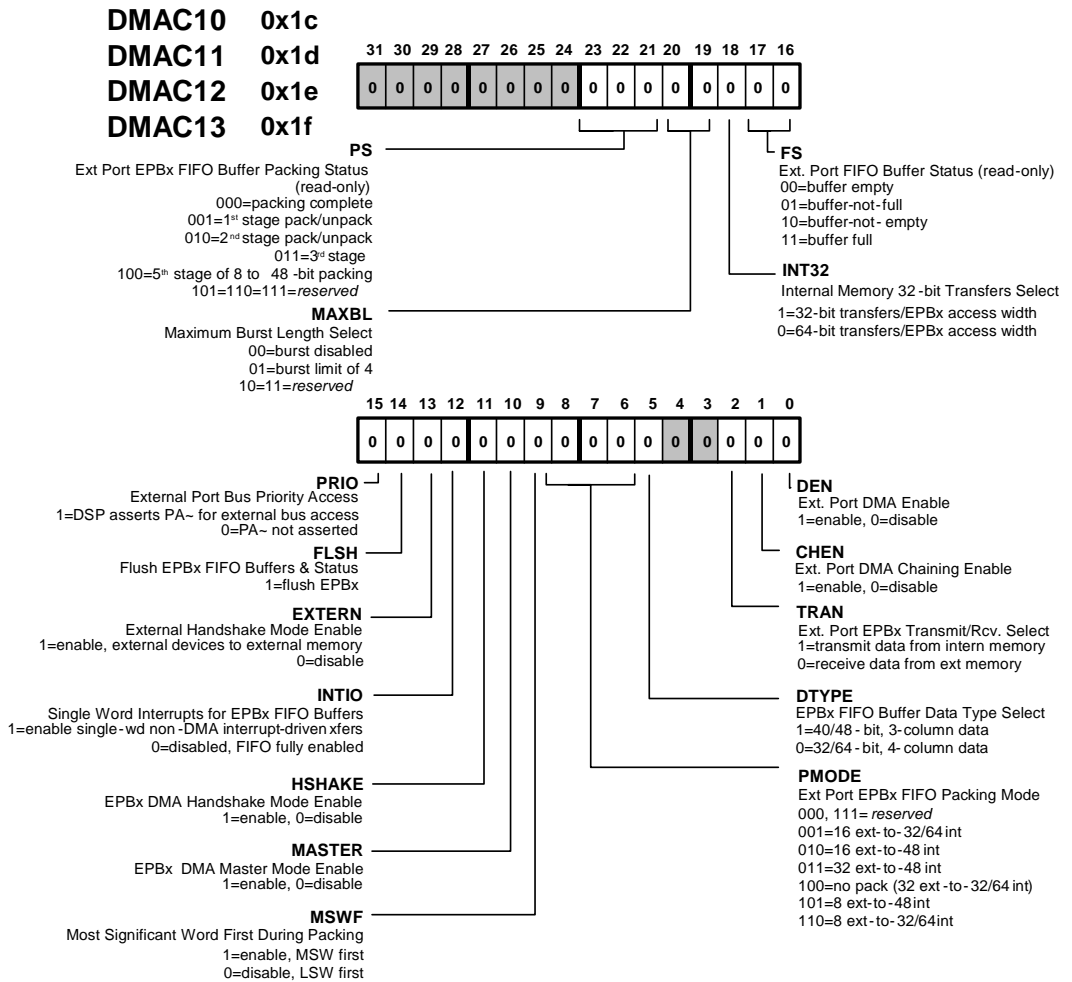 DMAC10 0x1c
DMAC11 0x1d
DMAC12 0x1e
DMAC13 0x1f
31 30 29 28 27 26 25 24 23 22 21 20 19 18 17 16
0 0 0 0 0 0 0 0 0 0 0 0 0 0 0 0
PS
Ext Port EPBx FIFO Buffer Packing Status
(read-only)
000=packing complete
001=1st stage pack/unpack
010=2nd stage pack/unpack
011=3rd stage
100=5th stage of 8 to 48 -bit packing
101=110=111=reserved
MAXBL
Maximum Burst Length Select
00=burst disabled
01=burst limit of 4
10=11=reserved
FS
Ext. Port FIFO Buffer Status (read-only)
00=buffer empty
01=buffer-not-full
10=buffer-not- empty
11=buffer full
INT32
Internal Memory 32-bit Transfers Select
1=32-bit transfers/EPBx access width
0=64-bit transfers/EPBx access width
15 14 13 12 11 10 9 8 7 6 5 4 3 2 1 0
0 0 0 0 0 0 0 0 0 0 0 0 0 0 0 0
PRIO
External Port Bus Priority Access
1=DSP asserts PA~ for external bus access
0=PA~ not asserted
FLSH
Flush EPBx FIFO Buffers & Status
1=flush EPBx
EXTERN
External Handshake Mode Enable
1=enable, external devices to external memory
0=disable
INTIO
Single Word Interrupts for EPBx FIFO Buffers
1=enable single-wd non -DMA interrupt-driven xfers
0=disabled, FIFO fully enabled
HSHAKE
EPBx DMA Handshake Mode Enable
1=enable, 0=disable
MASTER
EPBx DMA Master Mode Enable
1=enable, 0=disable
MSWF
Most Significant Word First During Packing
1=enable, MSW first
0=disable, LSW first
DEN
Ext. Port DMA Enable
1=enable, 0=disable
CHEN
Ext. Port DMA Chaining Enable
1=enable, 0=disable
TRAN
Ext. Port EPBx Transmit/Rcv. Select
1=transmit data from intern memory
0=receive data from ext memory
DTYPE
EPBx FIFO Buffer Data Type Select
1=40/48 - bit, 3-column data
0=32/64 - bit, 4- column data
PMODE
Ext Port EPBx FIFO Packing Mode
000, 111= reserved
001=16 ext-to-32/64 int
010=16 ext-to-48 int
011=32 ext-to-48 int
100=no pack (32 ext -to-32/64 int)
101=8 ext-to-48int
110=8 ext-to-32/64int